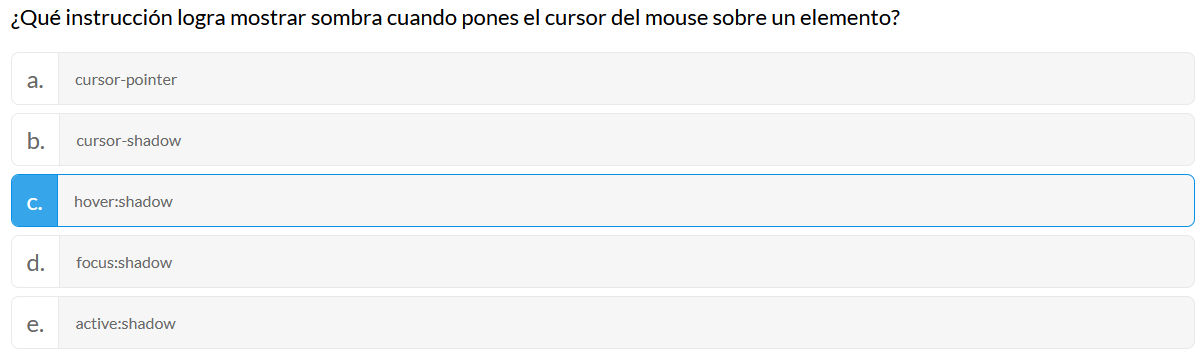 ¿Qué instrucción logra mostrar sombra cuando pones el cursor del mouse sobre un elemento?
a. cursor-pointer
b. cursor-shadow
c. hover:shadow
d. focus:shadow
e. active:shadow